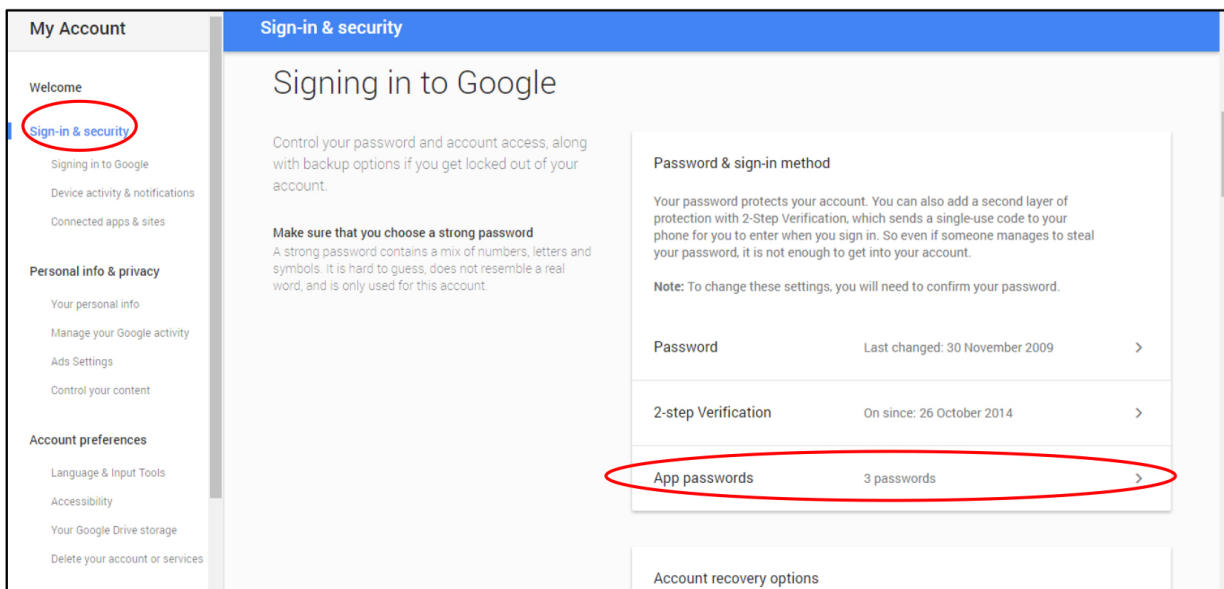 My Account
Sign-in & security
Welcome
Sign-in & security
Signing in to Google
Device activity & notifications
Connected apps & sites
Personal info & privacy
Your personal info
Manage your Google activity
Ads Settings
Control your content
Account preferences
Language & Input Tools
Accessibility
Your Google Drive storage
Delete your account or services
Signing in to Google
Control your password and account access, along
with backup options if you get locked out of your
account.
Make sure that you choose a strong password
A strong password contains a mix of numbers, letters and
symbols. It is hard to guess, does not resemble a real
word, and is only used for this account.
Password & sign-in method
Your password protects your account. You can also add a second layer of
protection with 2-Step Verification, which sends a single-use code to your
phone for you to enter when you sign in. So even if someone manages to steal
your password, it is not enough to get into your account.
Note: To change these settings, you will need to confirm your password.
Password Last changed: 30 November 2009
2-step Verification On since: 26 October 2014
App passwords 3 passwords
Account recovery options